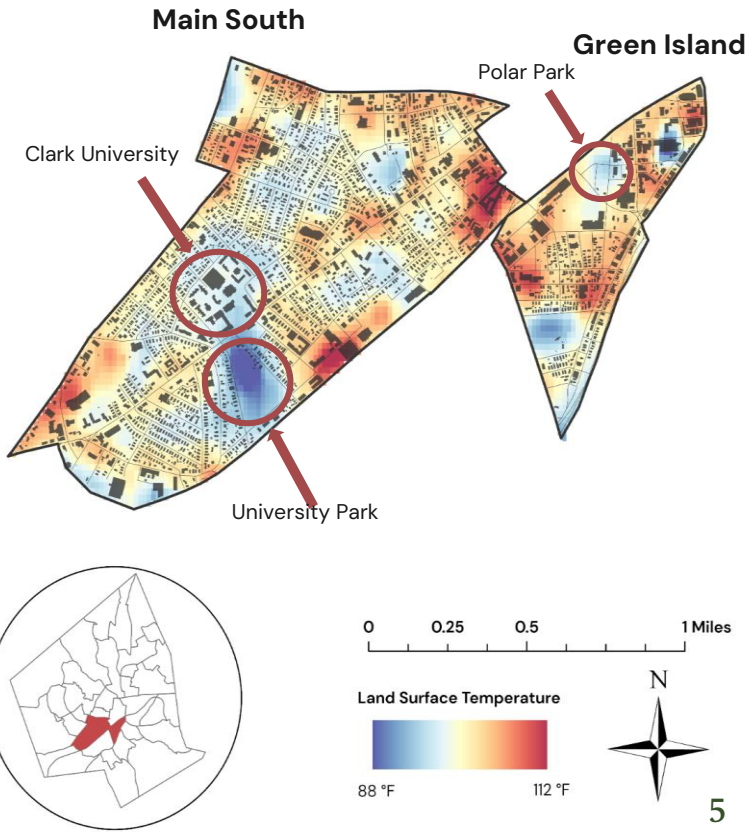 Main South
Green Island
Polar Park
Clark University
University Park
0 0.25 0.5 1 Miles
N
Land Surface Temperature
88 °F 112 °F
5